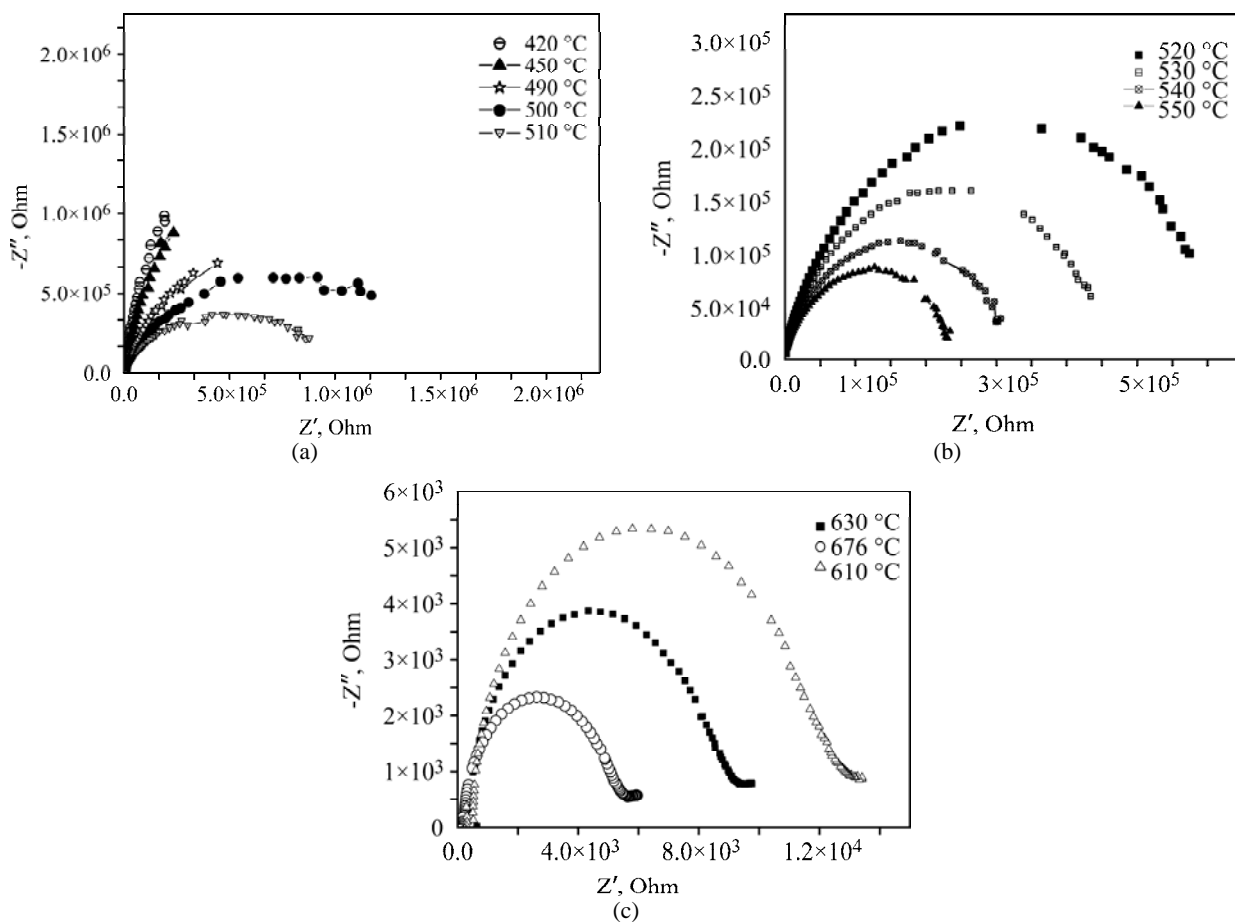 2.0×10⁶
1.5×10⁶
1.0×10⁶
5.0×10⁵
0.0
-Z″, Ohm
420 °C
450 °C
490 °C
500 °C
510 °C
0.0 5.0×10⁵ 1.0×10⁶ 1.5×10⁶ 2.0×10⁶
Z′, Ohm
(a)
3.0×10⁵
2.5×10⁵
2.0×10⁵
1.5×10⁵
1.0×10⁵
5.0×10⁴
0.0
-Z″, Ohm
520 °C
530 °C
540 °C
550 °C
0.0 1×10⁵ 3×10⁵ 5×10⁵
Z′, Ohm
(b)
6×10³
5×10³
4×10³
3×10³
2×10³
1×10³
0
-Z″, Ohm
630 °C
676 °C
610 °C
0.0 4.0×10³ 8.0×10³ 1.2×10⁴
Z′, Ohm
(c)